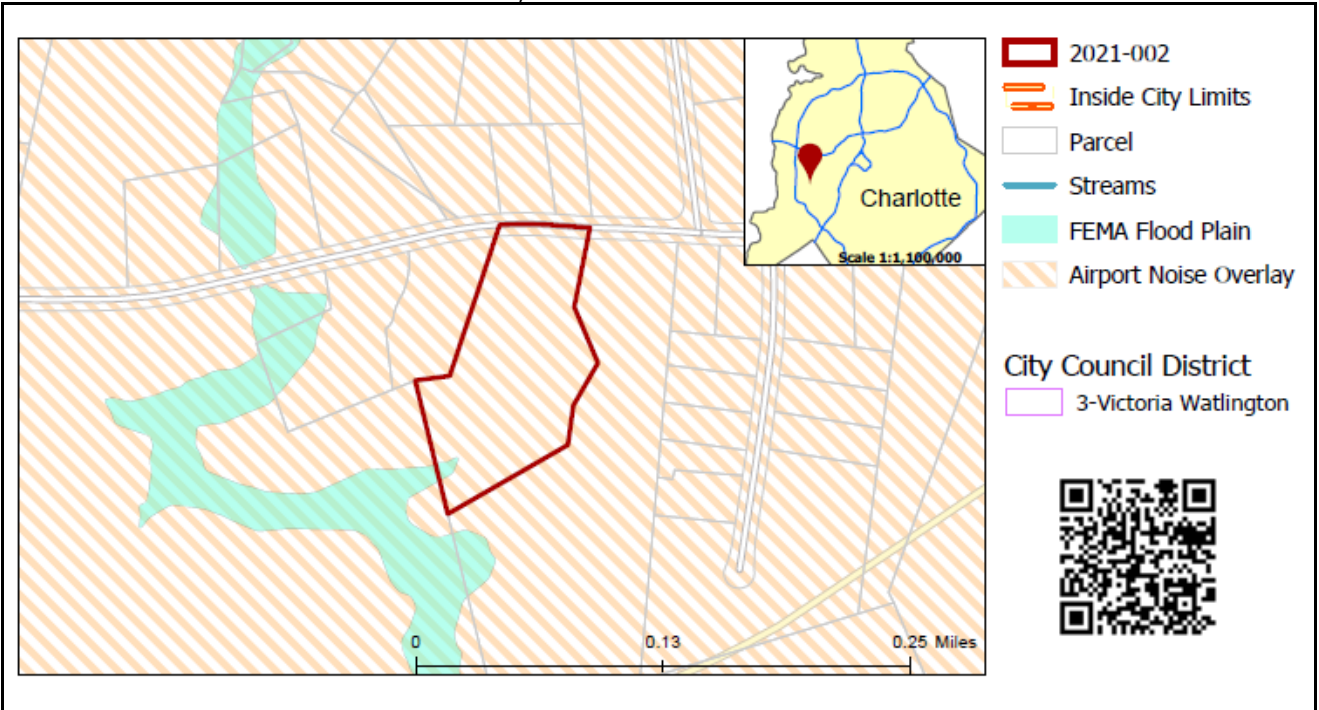 2021-002
Inside City Limits
Parcel
Streams
FEMA Flood Plain
Airport Noise Overlay
Charlotte
Scale 1:1,100,000
City Council District
3-Victoria Watlington
0 0.13 0.25 Miles